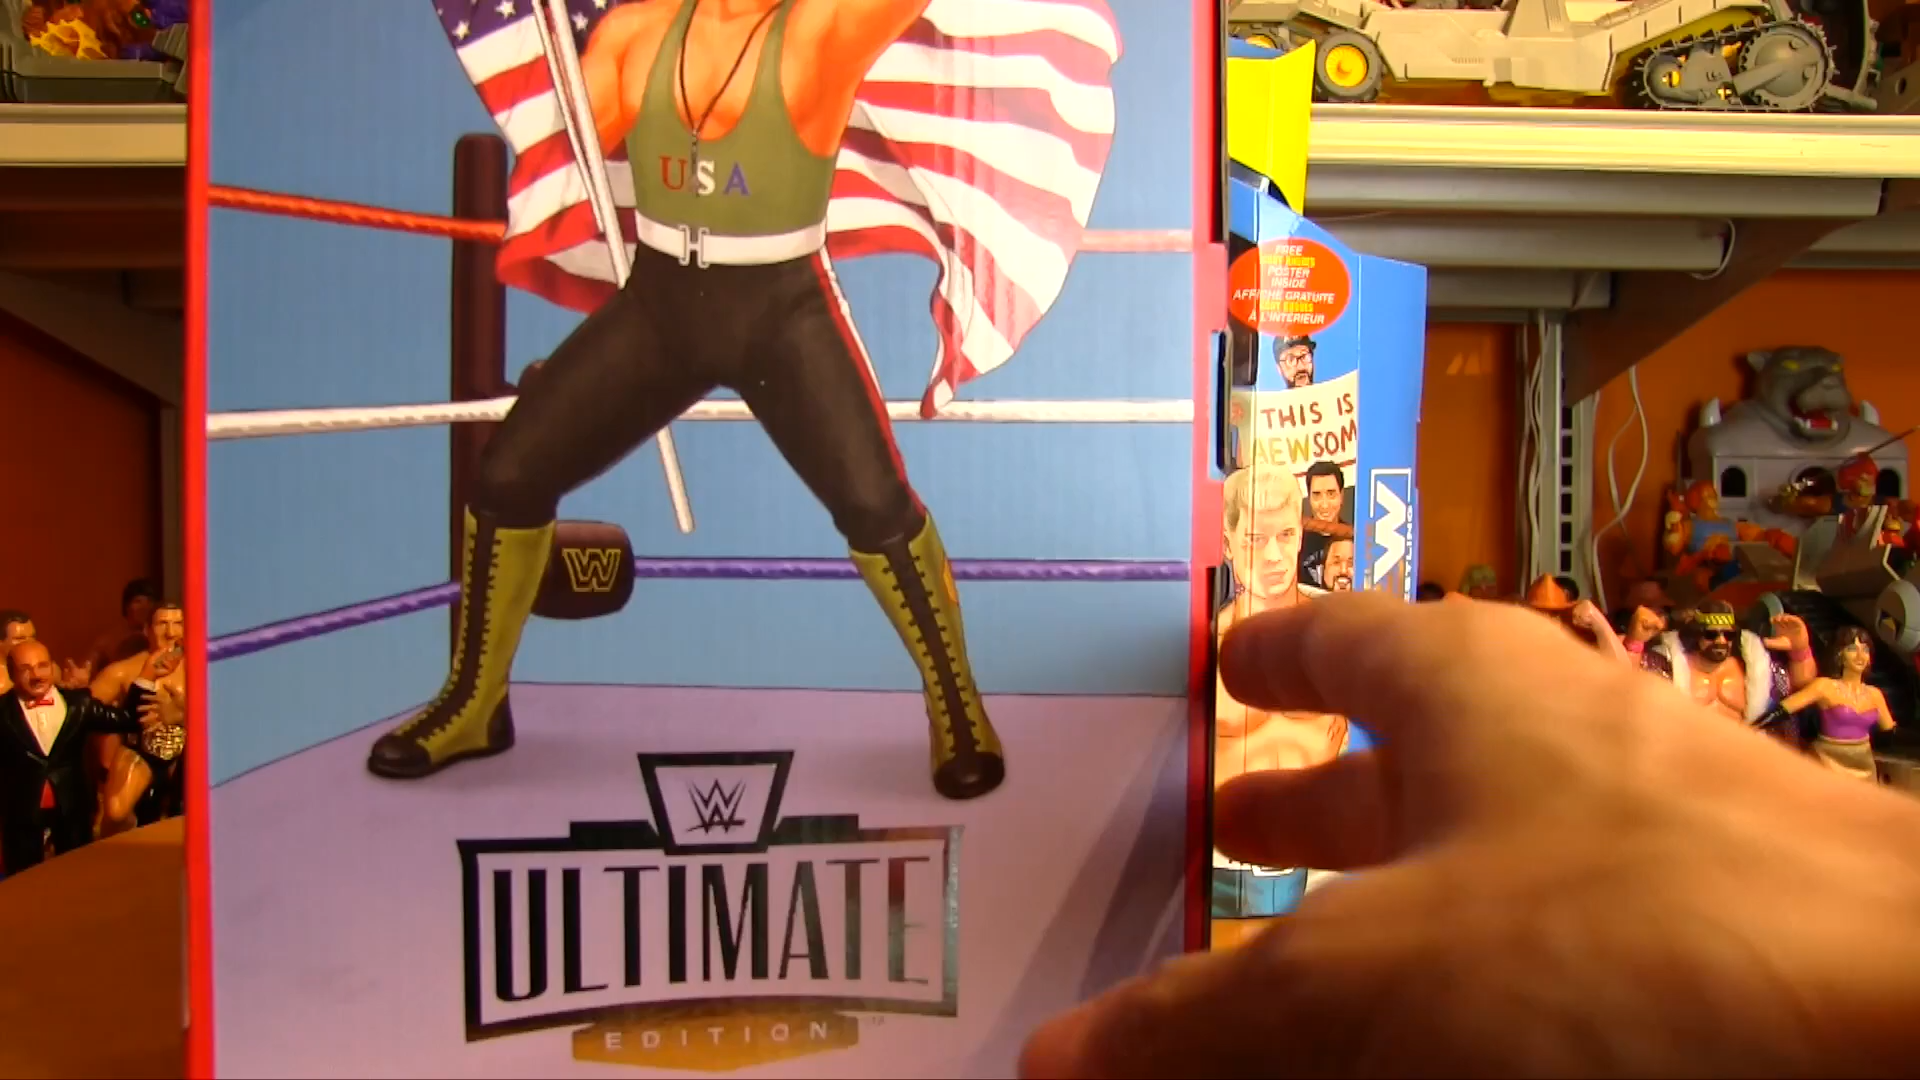 USA
W
W
ULTIMATE
EDITION
FREE
POSTER
INSIDE
AFFICHE GRATUITE
À L'INTÉRIEUR
THIS IS
AEWSOM